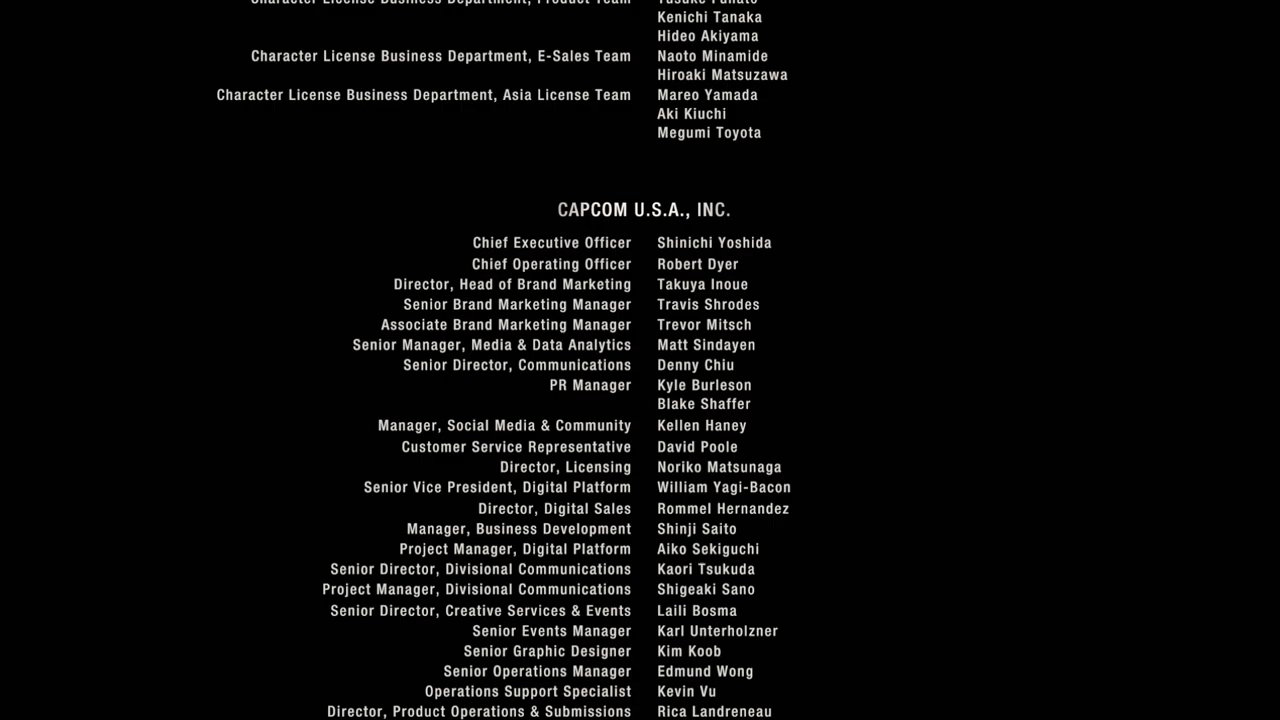 Character License Business Department, Product Team Yusuke Funato
Kenichi Tanaka
Hideo Akiyama
Character License Business Department, E-Sales Team Naoto Minamide
Hiroaki Matsuzawa
Character License Business Department, Asia License Team Mareo Yamada
Aki Kiuchi
Megumi Toyota
CAPCOM U.S.A., INC.
Chief Executive Officer Shinichi Yoshida
Chief Operating Officer Robert Dyer
Director, Head of Brand Marketing Takuya Inoue
Senior Brand Marketing Manager Travis Shrodes
Associate Brand Marketing Manager Trevor Mitsch
Senior Manager, Media & Data Analytics Matt Sindayen
Senior Director, Communications Denny Chiu
PR Manager Kyle Burleson
Blake Shaffer
Manager, Social Media & Community Kellen Haney
Customer Service Representative David Poole
Director, Licensing Noriko Matsunaga
Senior Vice President, Digital Platform William Yagi-Bacon
Director, Digital Sales Rommel Hernandez
Manager, Business Development Shinji Saito
Project Manager, Digital Platform Aiko Sekiguchi
Senior Director, Divisional Communications Kaori Tsukuda
Project Manager, Divisional Communications Shigeaki Sano
Senior Director, Creative Services & Events Laili Bosma
Senior Events Manager Karl Unterholzner
Senior Graphic Designer Kim Koob
Senior Operations Manager Edmund Wong
Operations Support Specialist Kevin Vu
Director, Product Operations & Submissions Rica Landreneau